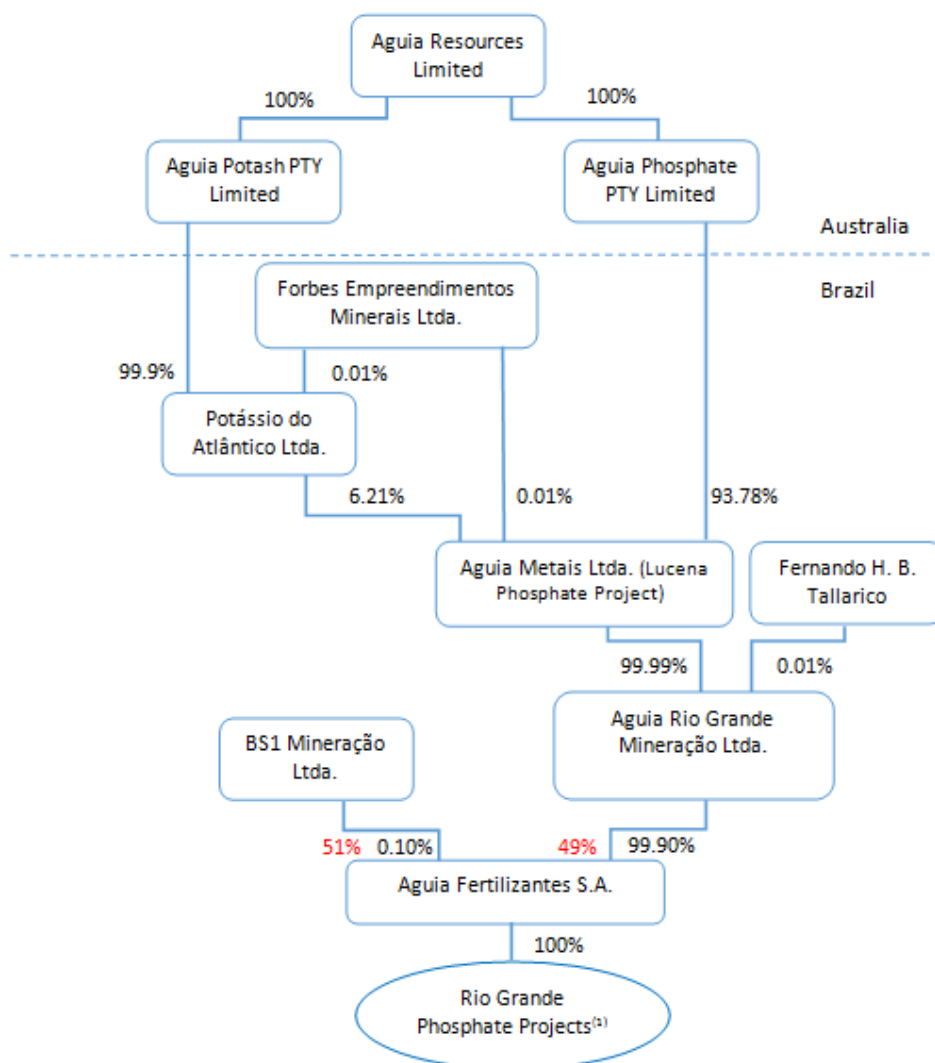 Aguia Resources
Limited
100%
100%
Aguia Potash PTY
Limited
Aguia Phosphate
PTY Limited
Australia
Brazil
Forbes Empreendimentos
Minerais Ltda.
99.9%
0.01%
Potássio do
Atlântico Ltda.
6.21%
0.01%
93.78%
Aguia Metais Ltda. (Lucena
Phosphate Project)
Fernando H. B.
Tallarico
99.99%
0.01%
BS1 Mineração
Ltda.
Aguia Rio Grande
Mineração Ltda.
51% 0.10%
49% 99.90%
Aguia Fertilizantes S.A.
100%
Rio Grande
Phosphate Projects⁽¹⁾